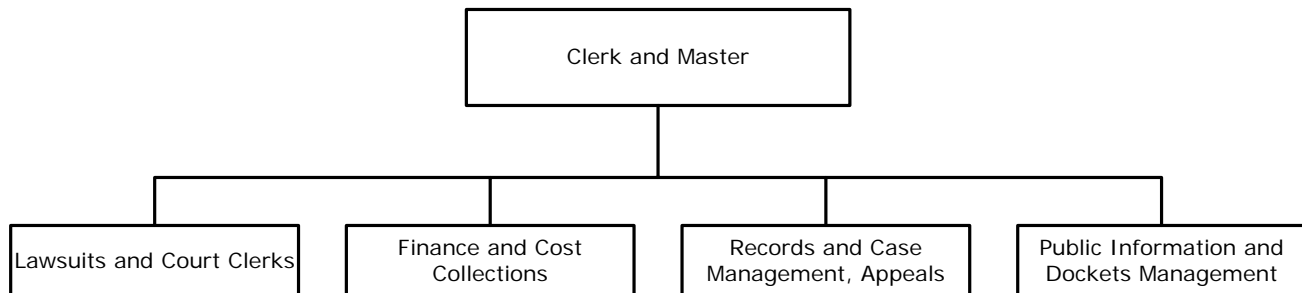 Clerk and Master
Lawsuits and Court Clerks
Finance and Cost
Collections
Records and Case
Management, Appeals
Public Information and
Dockets Management